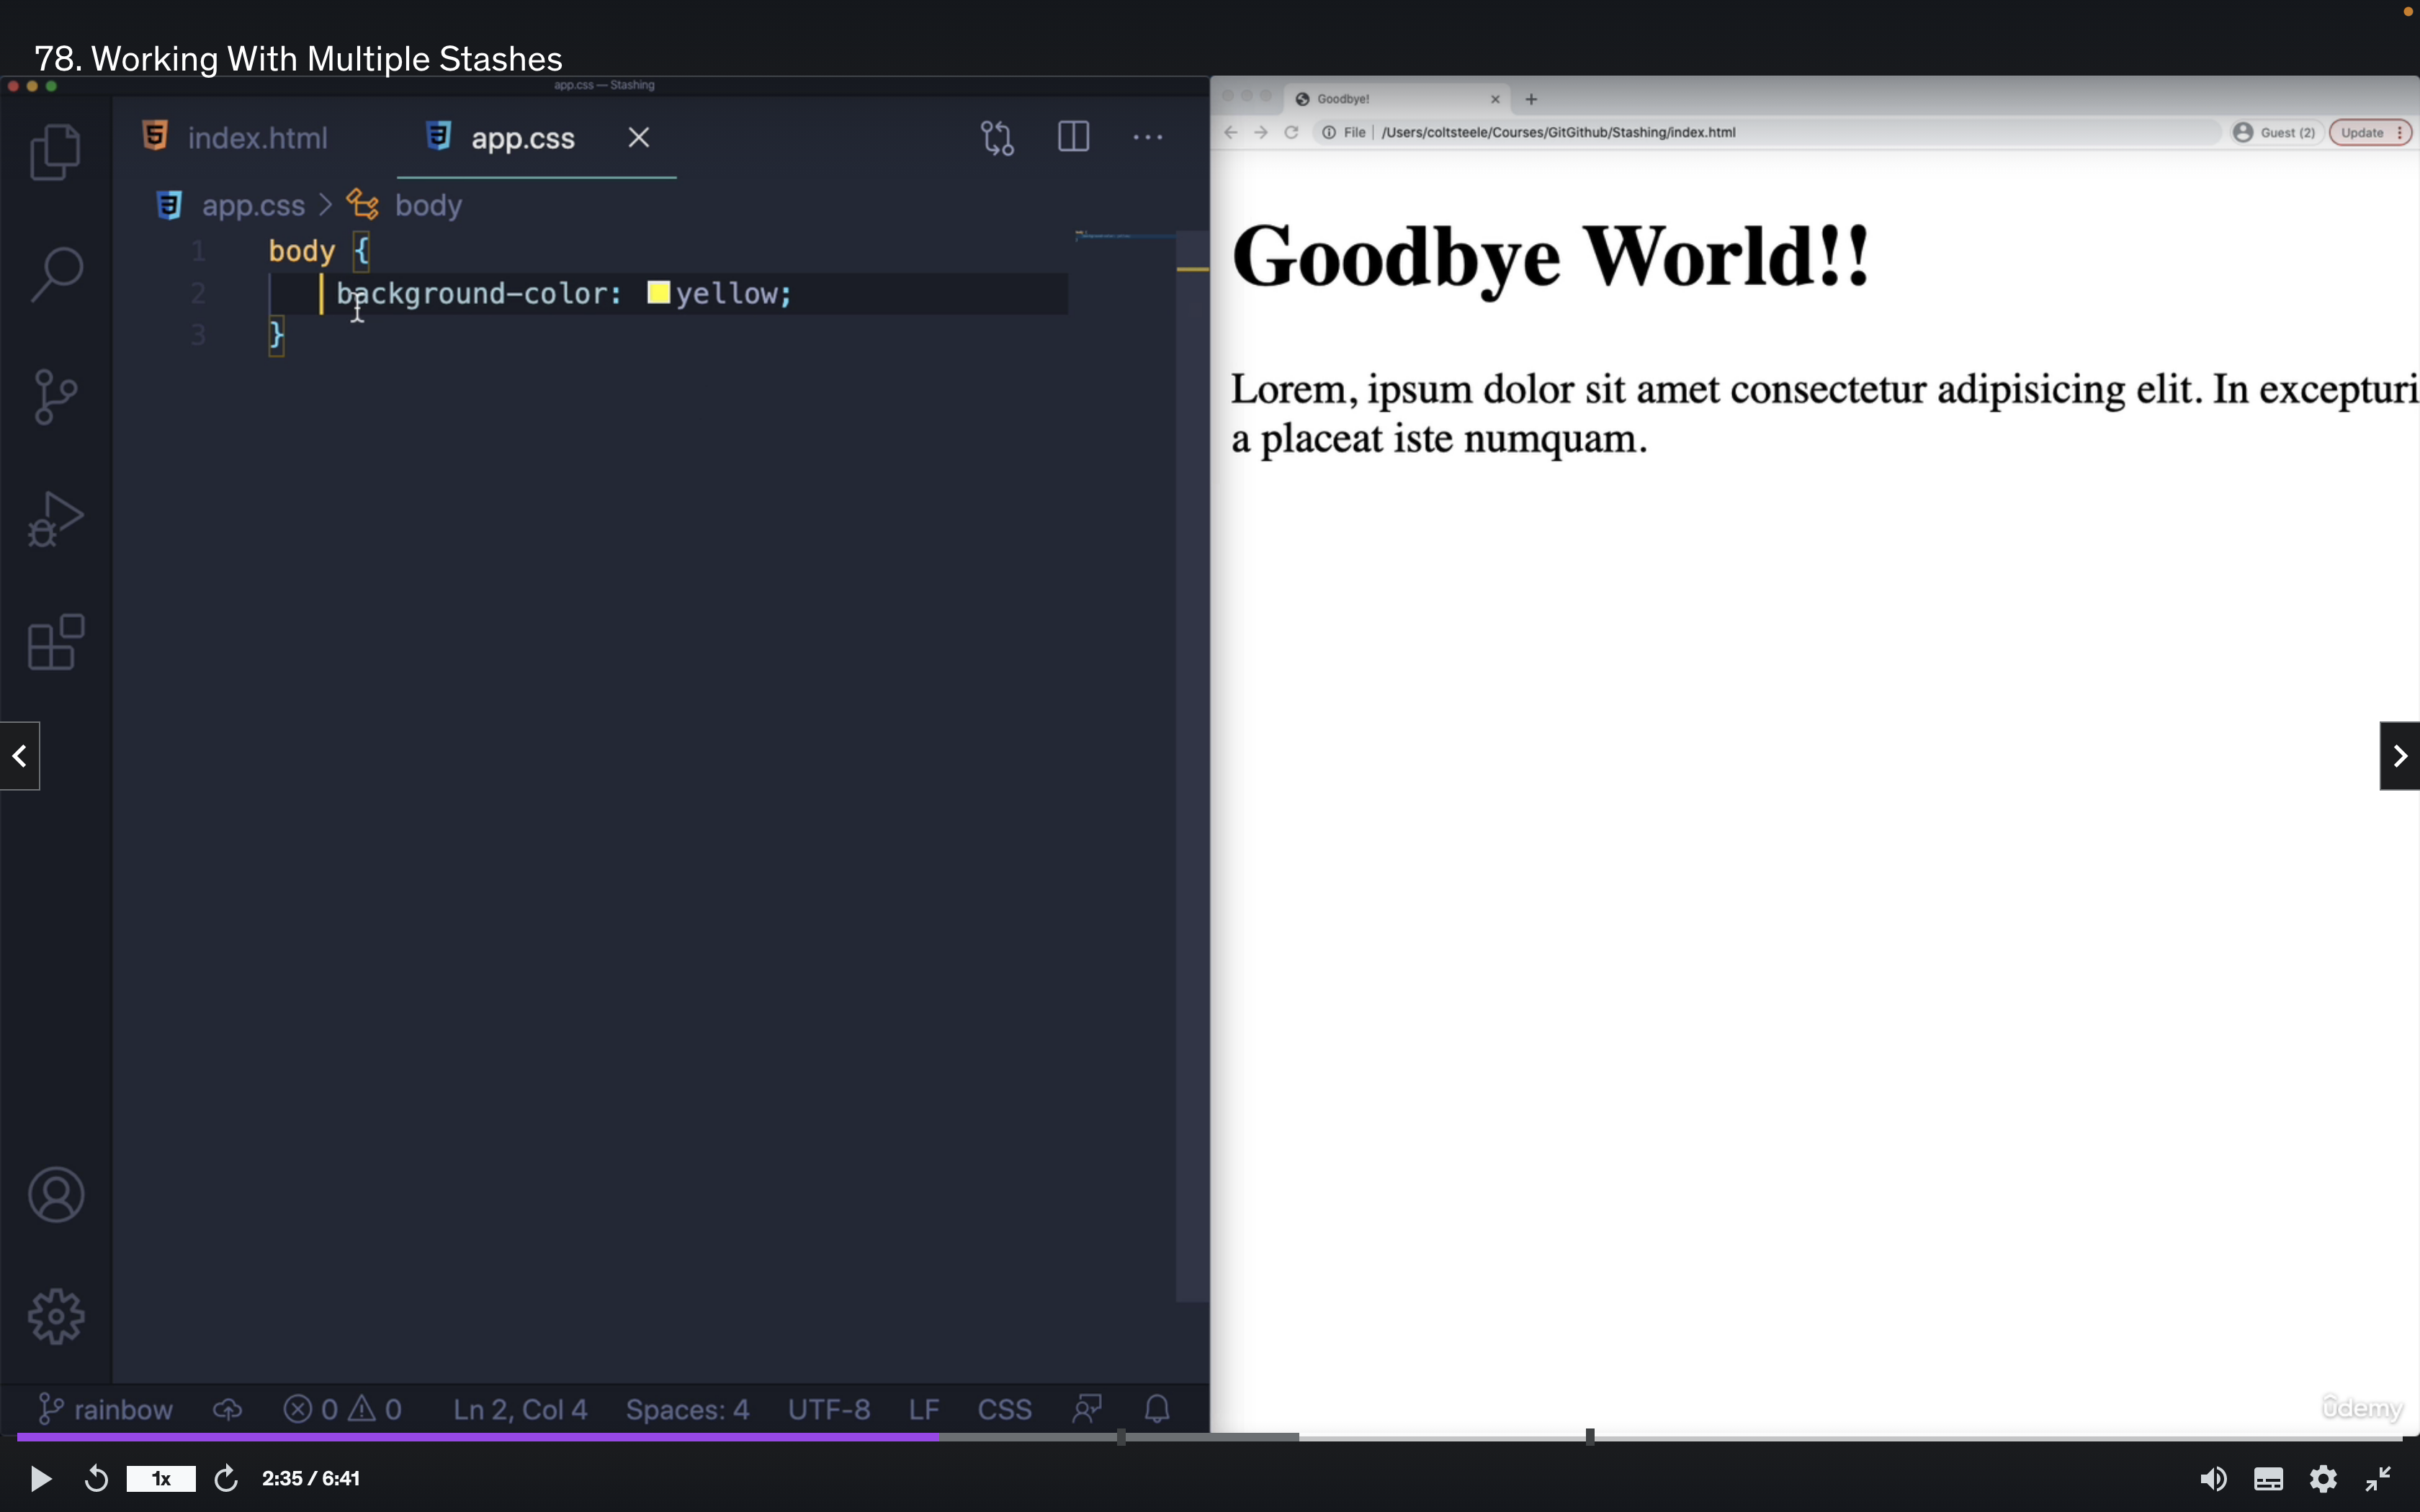 78. Working With Multiple Stashes
app.css — Stashing
index.html
app.css
app.css > body
1 body {
2 background-color: yellow;
3 }
rainbow
0
0
Ln 2, Col 4
Spaces: 4
UTF-8
LF
CSS
Goodbye!
File | /Users/coltsteele/Courses/GitGithub/Stashing/index.html
Guest (2)
Update
Goodbye World!!
Lorem, ipsum dolor sit amet consectetur adipisicing elit. In excepturi
a placeat iste numquam.
udemy
1x
2:35 / 6:41